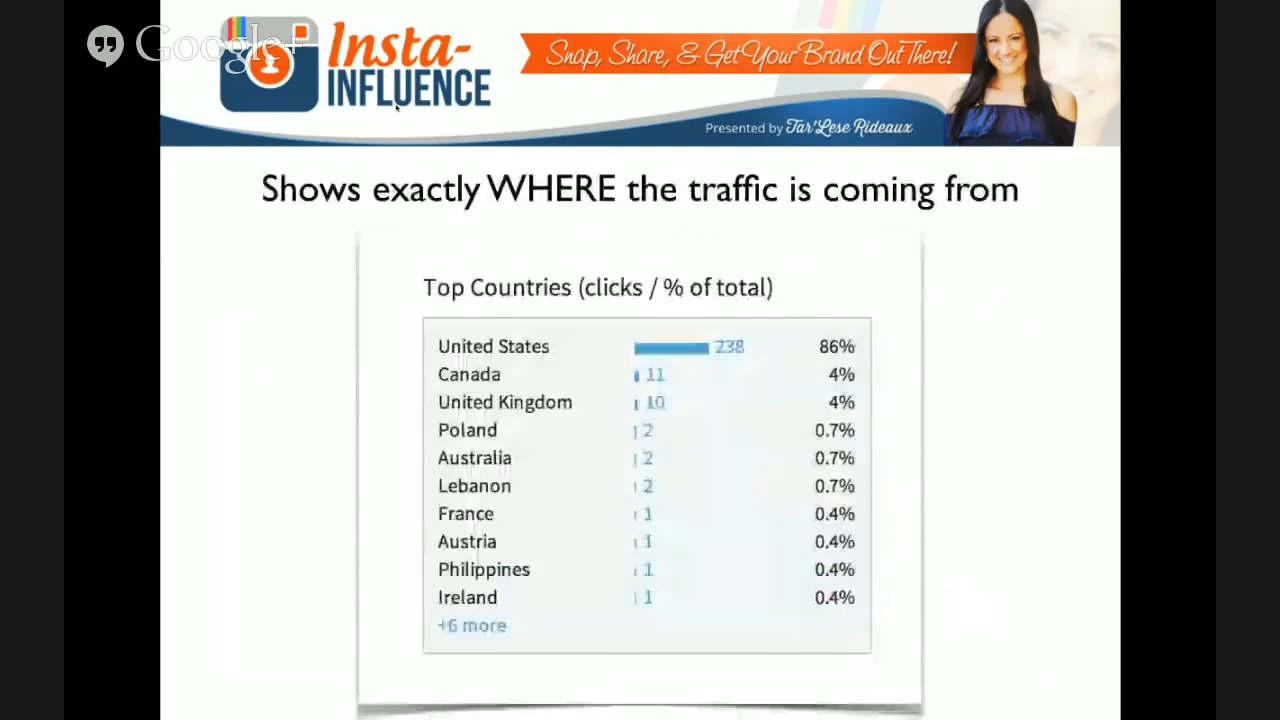 Google+
Insta-
INFLUENCE
Snap, Share, & Get Your Brand Out There!
Presented by Tar'Lese Rideaux
Shows exactly WHERE the traffic is coming from
Top Countries (clicks / % of total)
United States 238 86%
Canada 11 4%
United Kingdom 10 4%
Poland 2 0.7%
Australia 2 0.7%
Lebanon 2 0.7%
France 1 0.4%
Austria 1 0.4%
Philippines 1 0.4%
Ireland 1 0.4%
+6 more